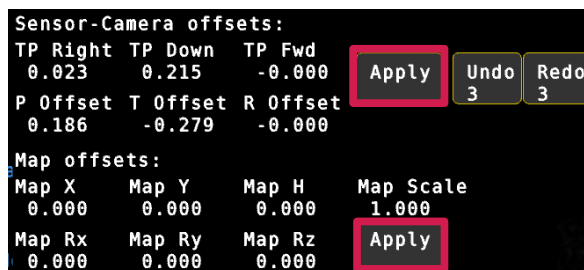 Sensor-Camera offsets:
TP Right TP Down TP Fwd
0.023 0.215 -0.000 Apply Undo Redo
3 3
P Offset T Offset R Offset
0.186 -0.279 -0.000
Map offsets:
Map X Map Y Map H Map Scale
0.000 0.000 0.000 1.000
Map Rx Map Ry Map Rz Apply
0.000 0.000 0.000